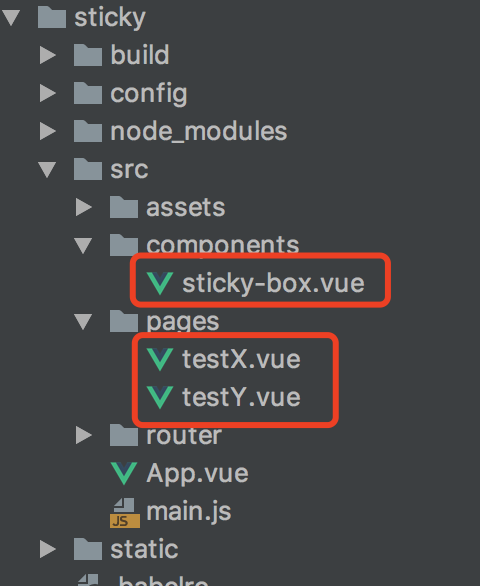 sticky
build
config
node_modules
src
assets
components
sticky-box.vue
pages
testX.vue
testY.vue
router
App.vue
JS main.js
static